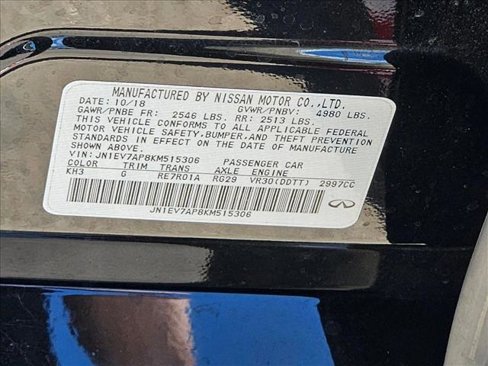 MANUFACTURED BY NISSAN MOTOR CO.,LTD.
DATE: 10/18 GVWR/PNBV: 4980 LBS.
GAWR/PNBE FR: 2546 LBS. RR: 2513 LBS.
THIS VEHICLE CONFORMS TO ALL APPLICABLE FEDERAL
MOTOR VEHICLE SAFETY,BUMPER,AND THEFT PREVENTION
STANDARDS IN EFFECT ON THE DATE OF MANUFACTURE
SHOWN ABOVE.
VIN: JN1EV7AP8KM515306 PASSENGER CAR
COLOR TRIM TRANS AXLE ENGINE
KH3 G RE7R01A RG29 VR30(DDTT) 2997CC
JN1EV7AP8KM515306